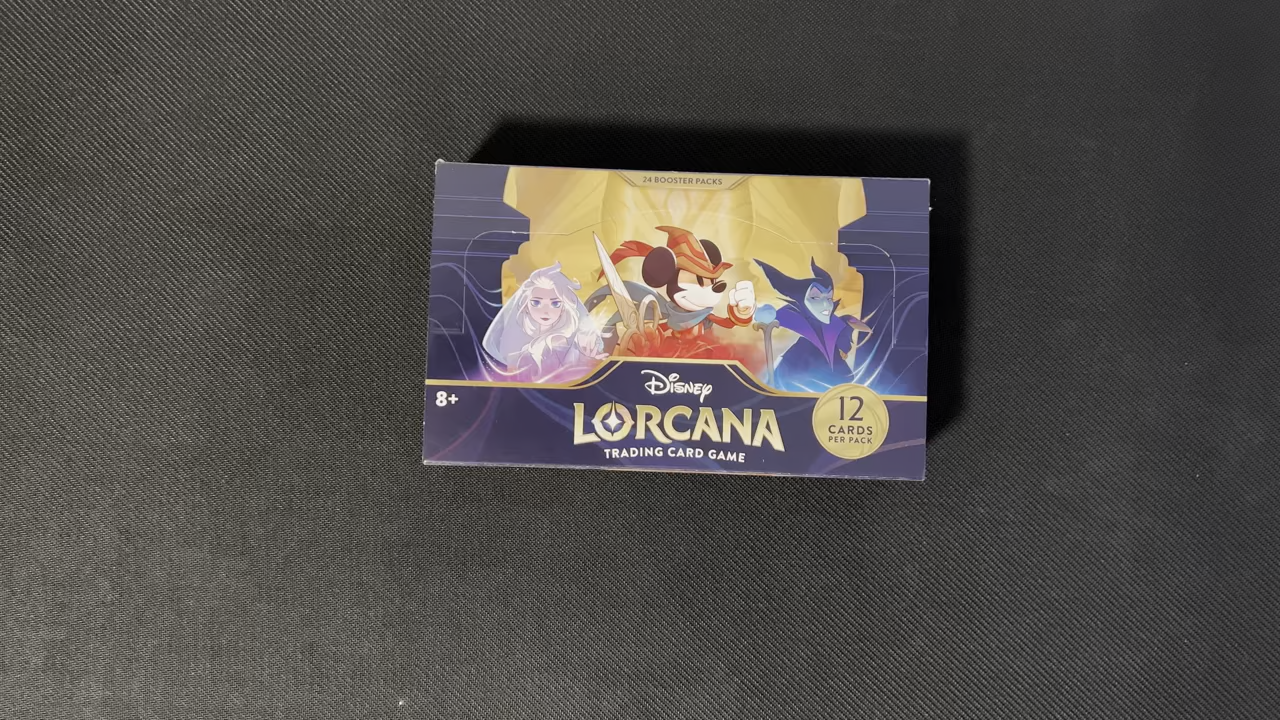 24 BOOSTER PACKS
8+
DISNEY
LORCANA
TRADING CARD GAME
12
CARDS
PER PACK